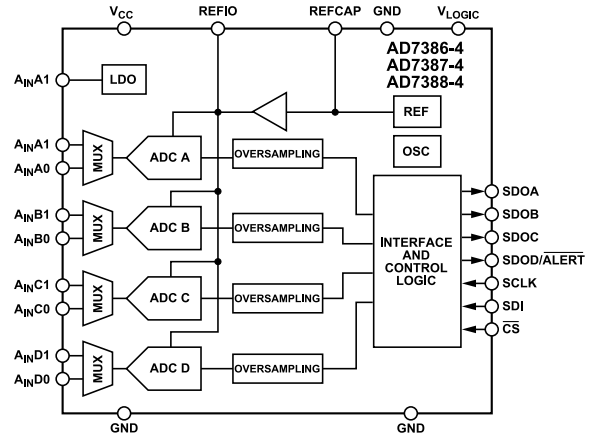 VCC REFIO REFCAP GND VLOGIC
AD7386-4
AD7387-4
AD7388-4
AINA1
LDO
REF
OSC
AINA1
AINA0
MUX
ADC A
OVERSAMPLING
AINB1
AINB0
MUX
ADC B
OVERSAMPLING
AINC1
AINC0
MUX
ADC C
OVERSAMPLING
AIND1
AIND0
MUX
ADC D
OVERSAMPLING
INTERFACE
AND
CONTROL
LOGIC
SDOA
SDOB
SDOC
SDOD/ALERT
SCLK
SDI
CS
GND GND